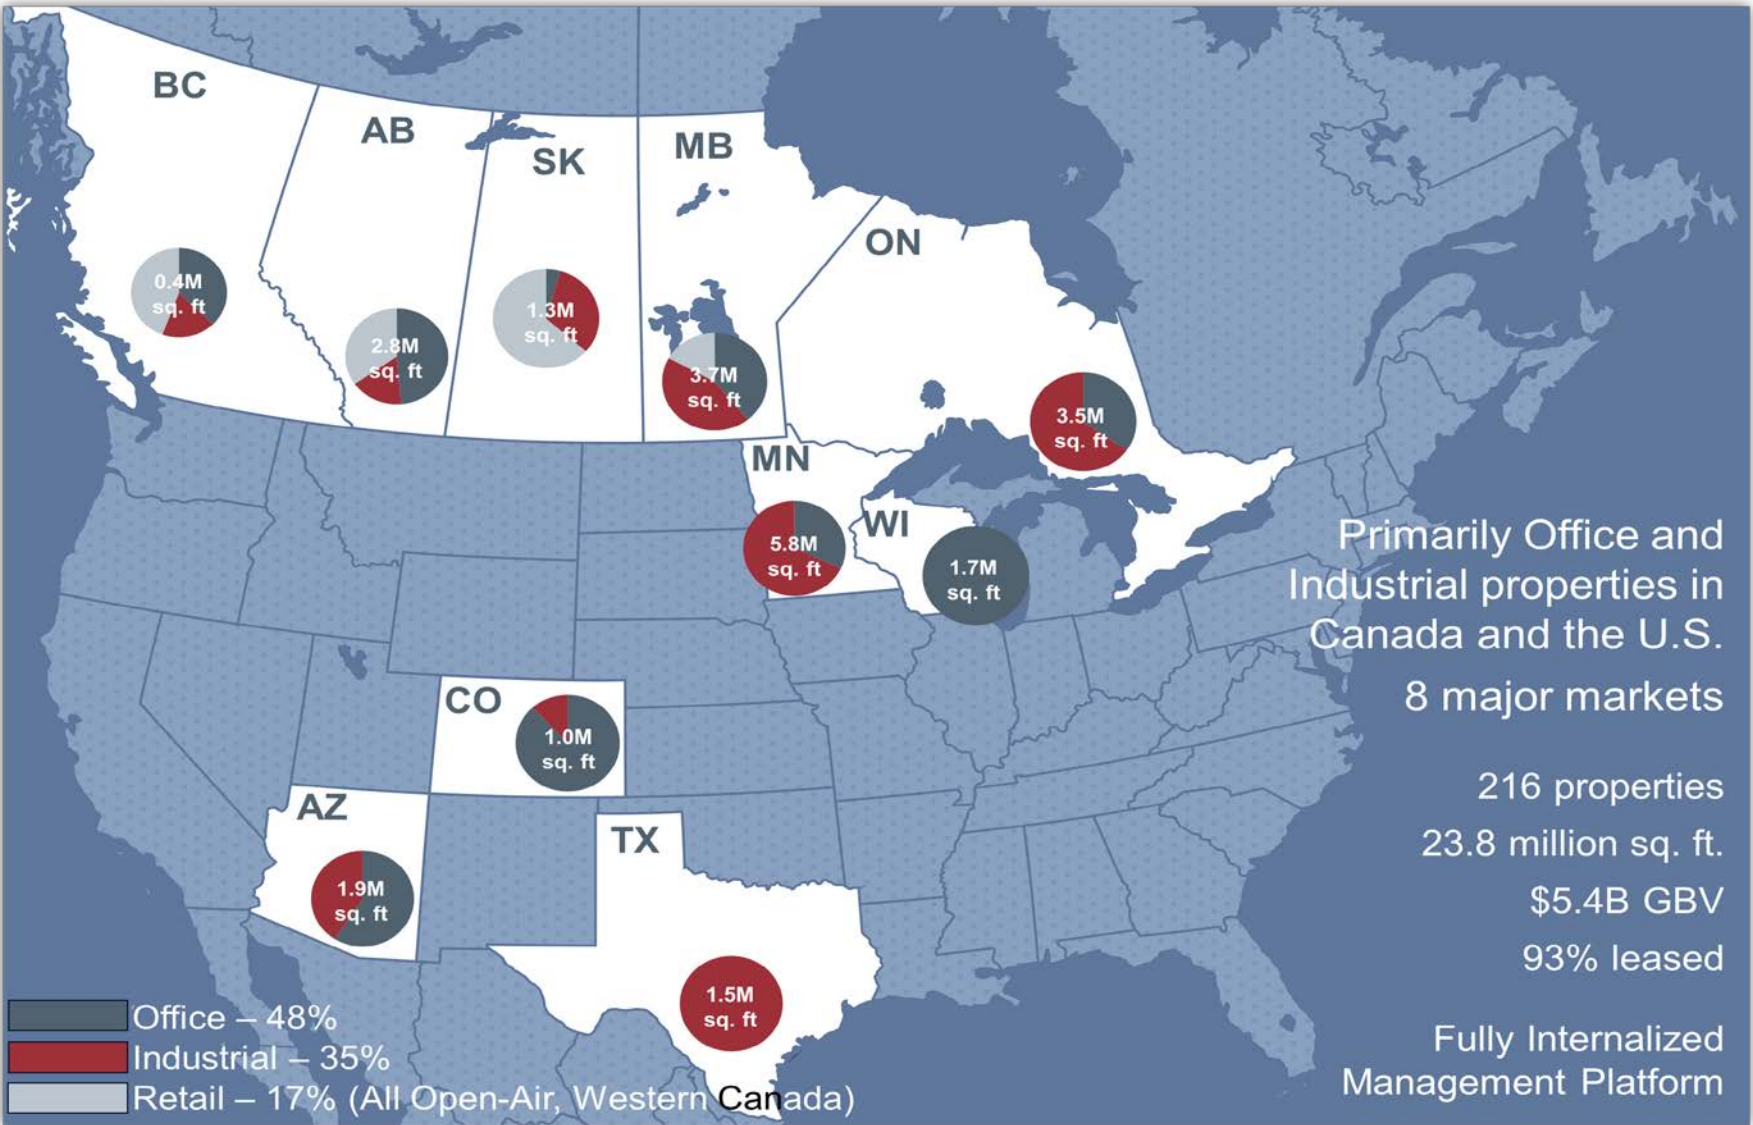 BC
AB
SK
MB
ON
0.4M
sq. ft
2.8M
sq. ft
1.3M
sq. ft
3.7M
sq. ft
3.5M
sq. ft
MN
WI
5.8M
sq. ft
1.7M
sq. ft
CO
1.0M
sq. ft
AZ
1.9M
sq. ft
TX
1.5M
sq. ft
Primarily Office and
Industrial properties in
Canada and the U.S.
8 major markets
216 properties
23.8 million sq. ft.
$5.4B GBV
93% leased
Fully Internalized
Management Platform
Office – 48%
Industrial – 35%
Retail – 17% (All Open-Air, Western Canada)